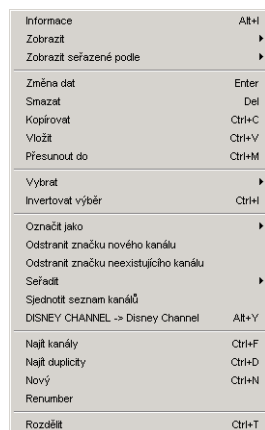 Informace Alt+I
Zobrazit
Zobrazit seřazené podle
Změna dat Enter
Smazat Del
Kopírovat Ctrl+C
Vložit Ctrl+V
Přesunout do Ctrl+M
Vybrat
Invertovat výběr Ctrl+I
Označit jako
Odstranit značku nového kanálu
Odstranit značku neexistujícího kanálu
Seřadit
Sjednotit seznam kanálů
DISNEY CHANNEL -> Disney Channel Alt+Y
Najít kanály Ctrl+F
Najít duplicity Ctrl+D
Nový Ctrl+N
Renumber
Rozdělit Ctrl+T